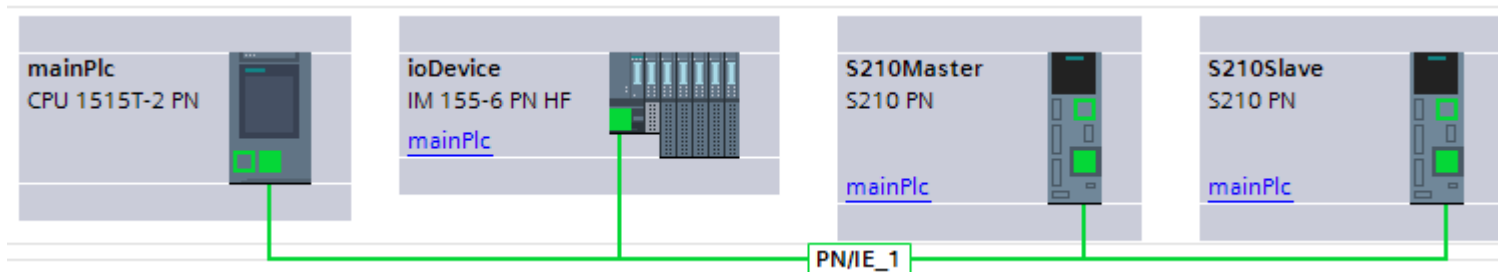 mainPlc
CPU 1515T-2 PN
ioDevice
IM 155-6 PN HF
mainPlc
S210Master
S210 PN
mainPlc
S210Slave
S210 PN
mainPlc
PN/IE_1